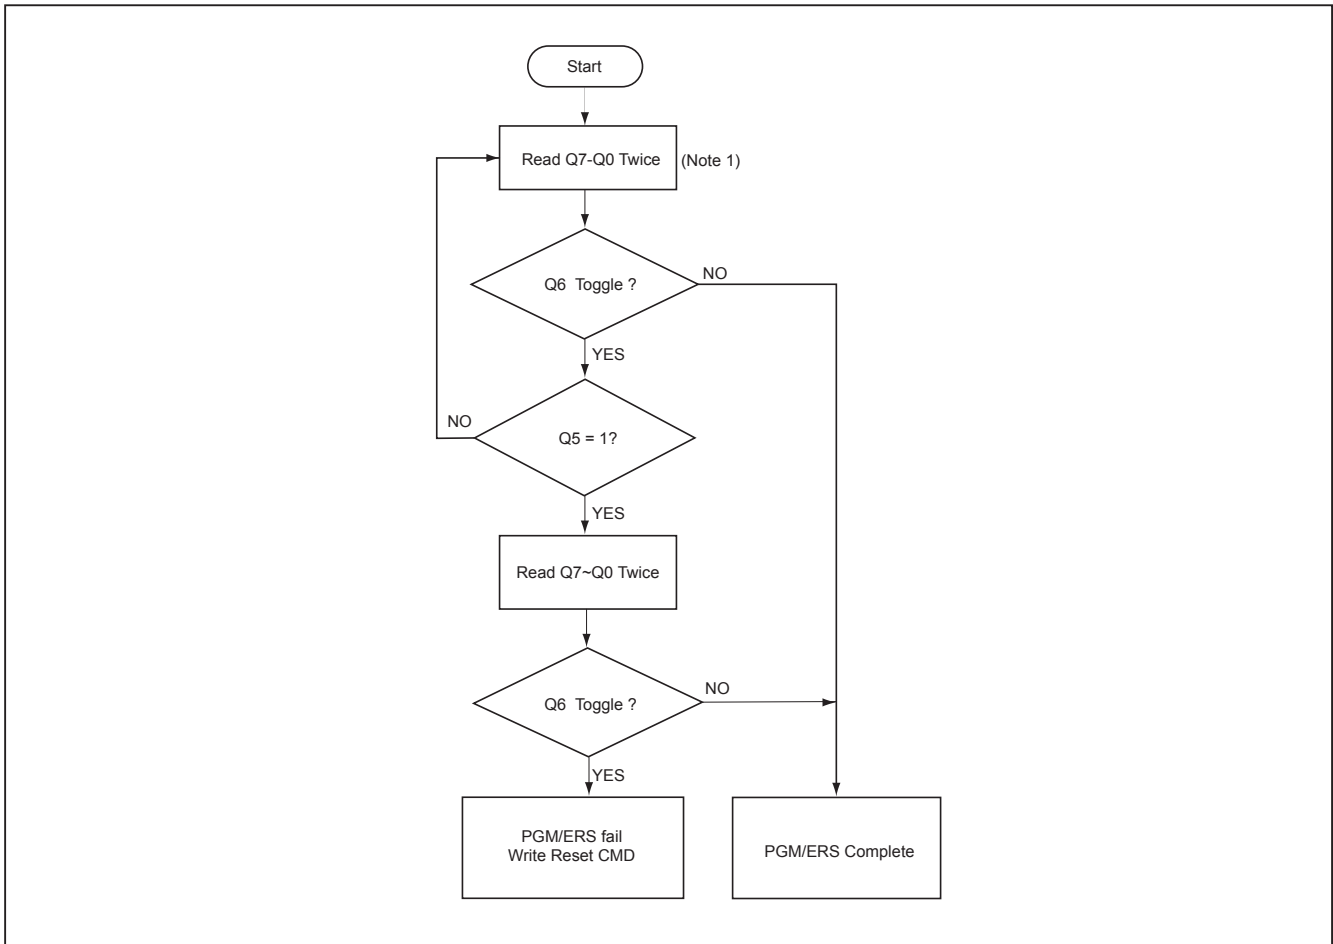 Start
Read Q7-Q0 Twice
(Note 1)
Q6 Toggle ?
NO
YES
NO
Q5 = 1?
YES
Read Q7~Q0 Twice
Q6 Toggle ?
NO
YES
PGM/ERS fail
Write Reset CMD
PGM/ERS Complete